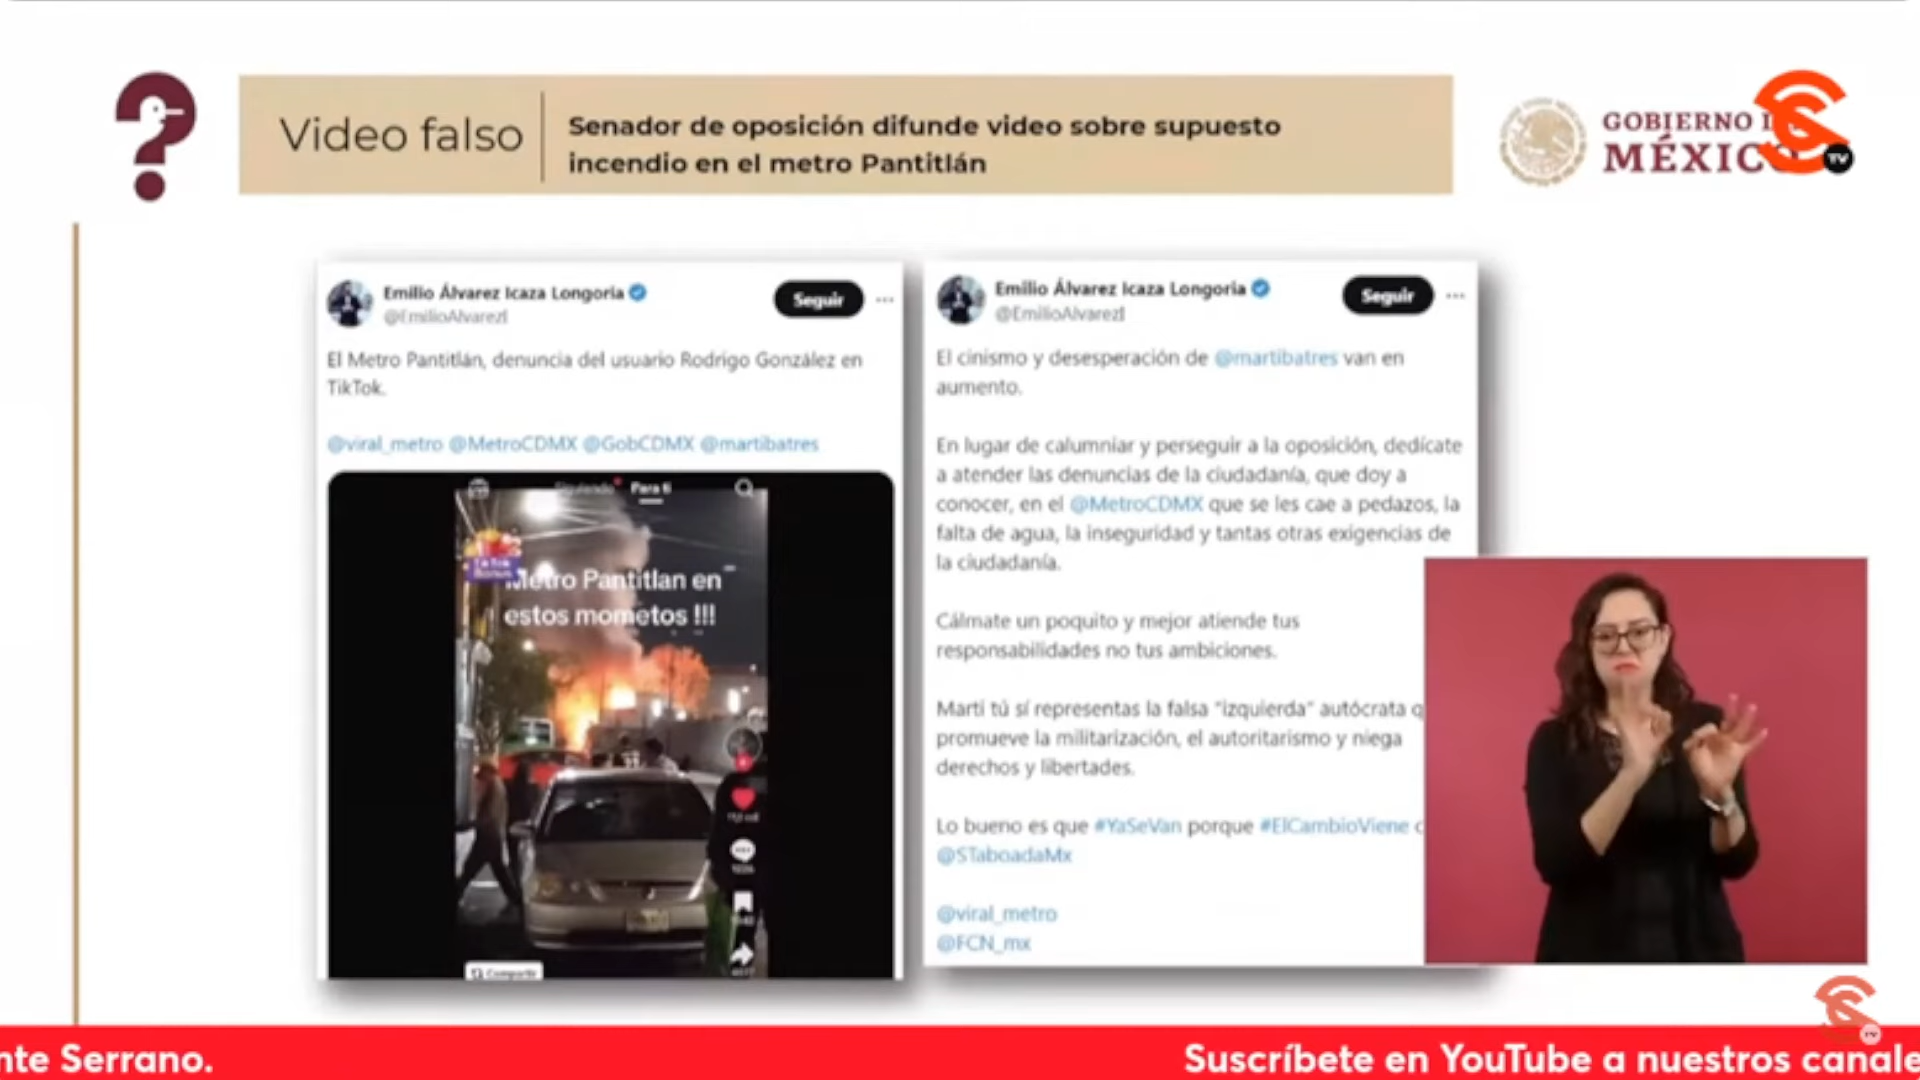 Video falso
Senador de oposición difunde video sobre supuesto
incendio en el metro Pantitlán
GOBIERNO
MÉXICO
TV
Emilio Álvarez Icaza Longoria
@EmilioAlvarezI
Seguir
El Metro Pantitlán, denuncia del usuario Rodrigo González en
TikTok.
@viral_metro @MetroCDMX @GobCDMX @martibatres
Siguiendo Para ti
TikTok
Metro Pantitlan en
estos mometos !!!
Compartir
Emilio Álvarez Icaza Longoria
@EmilioAlvarezI
Seguir
El cinismo y desesperación de @martibatres van en
aumento.
En lugar de calumniar y perseguir a la oposición, dedícate
a atender las denuncias de la ciudadanía, que doy a
conocer, en el @MetroCDMX que se les cae a pedazos, la
falta de agua, la inseguridad y tantas otras exigencias de
la ciudadanía.
Cálmate un poquito y mejor atiende tus
responsabilidades no tus ambiciones.
Martí tú sí representas la falsa "izquierda" autócrata q
promueve la militarización, el autoritarismo y niega
derechos y libertades.
Lo bueno es que #YaSeVan porque #ElCambioViene c
@STaboadaMx
@viral_metro
@FCN_mx
nte Serrano.
Suscríbete en YouTube a nuestros canale